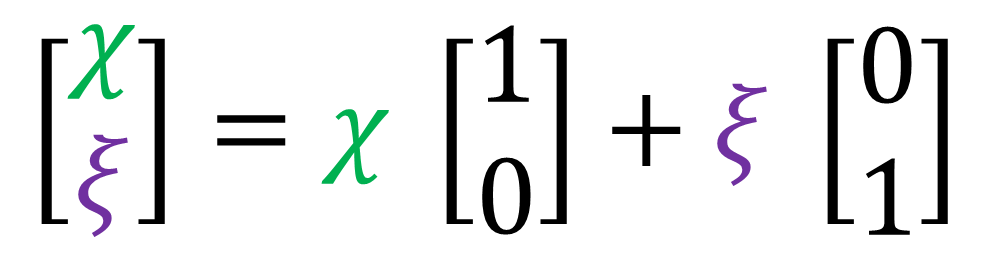 [χ ξ] = χ [1 0] + ξ [0 1]